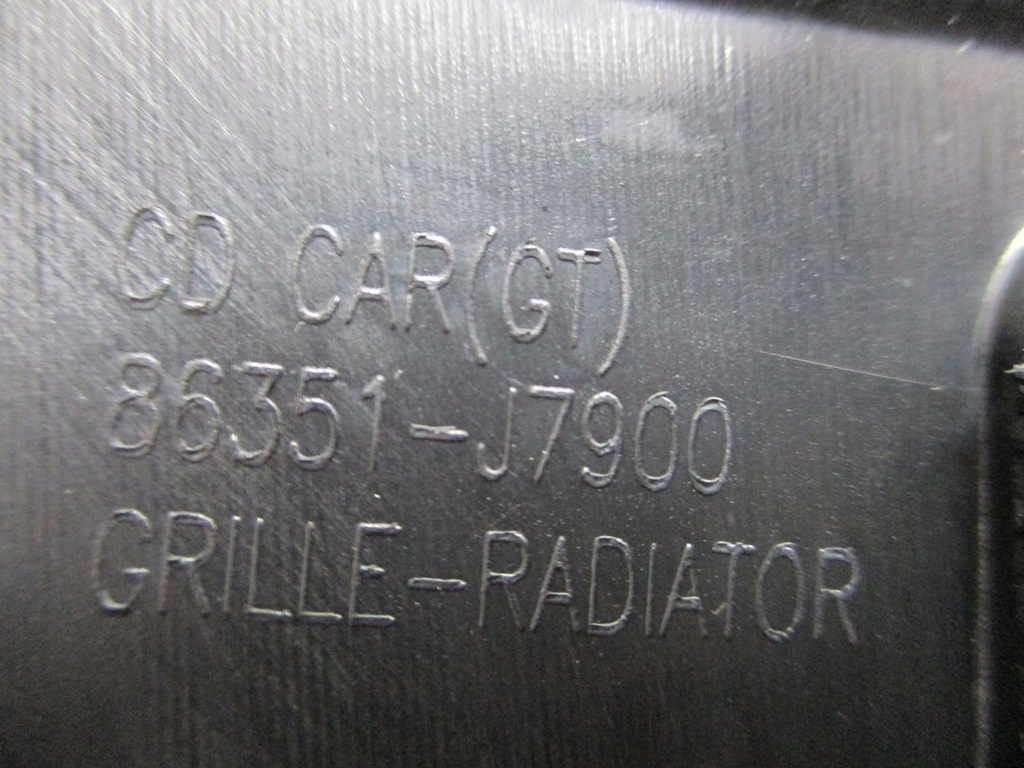 CD CAR(GT)
86351-J7900
GRILLE-RADIATOR